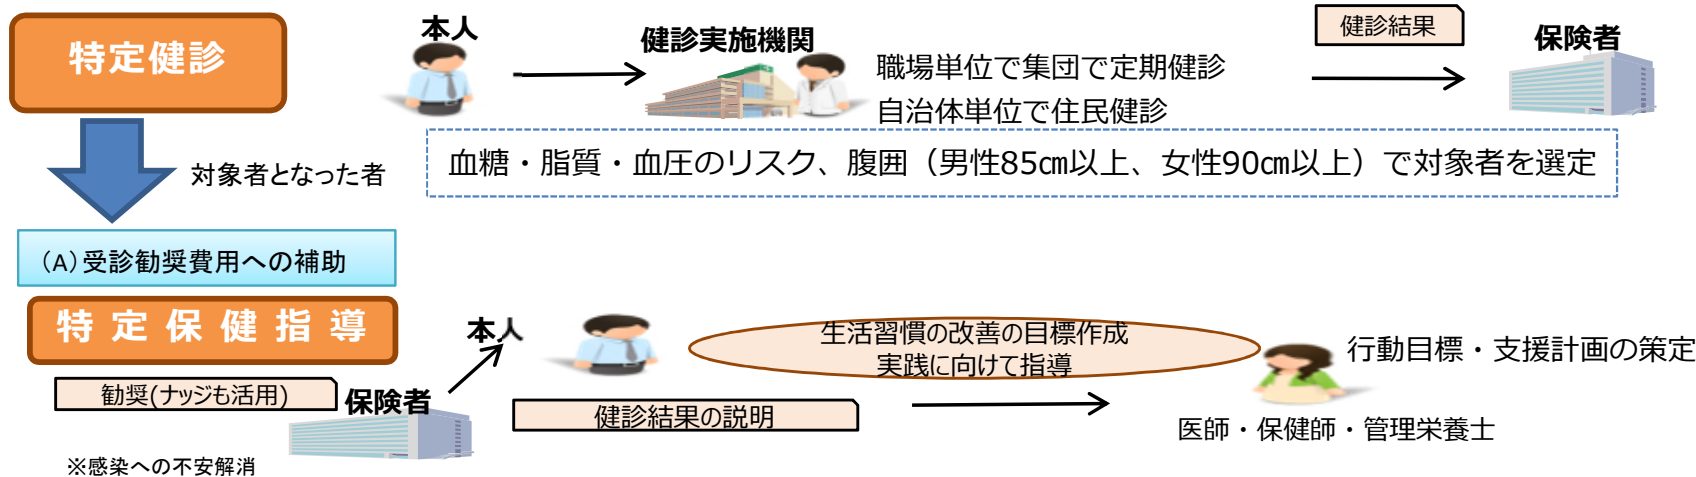 特定健診
本人
健診実施機関
職場単位で集団で定期健診
自治体単位で住民健診
健診結果
保険者
血糖・脂質・血圧のリスク、腹囲（男性85㎝以上、女性90㎝以上）で対象者を選定
対象者となった者
（A）受診勧奨費用への補助
特定保健指導
勧奨(ナッジも活用)
保険者
※感染への不安解消
本人
健診結果の説明
生活習慣の改善の目標作成
実践に向けて指導
行動目標・支援計画の策定
医師・保健師・管理栄養士